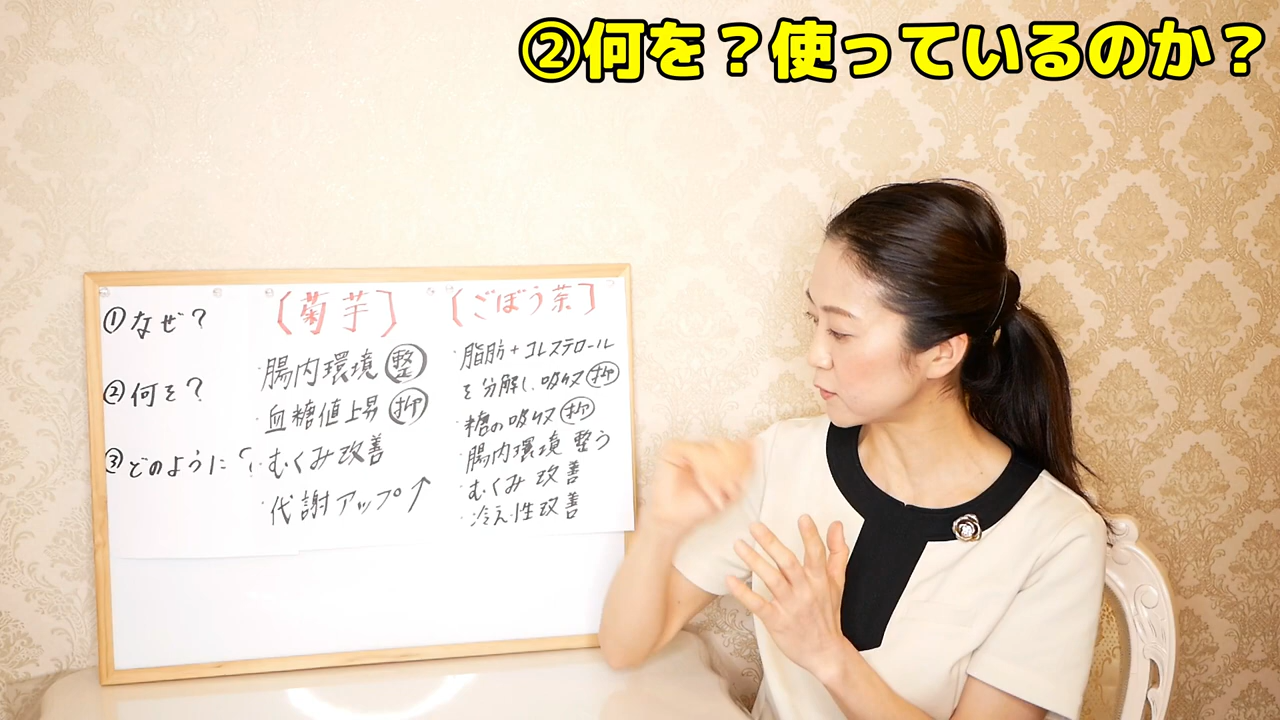 ②何を？使っているのか？
①なぜ？
②何を？
③どのように？
〔菊芋〕
・腸内環境 整
・血糖値上昇 抑
・むくみ改善
・代謝アップ↑
〔ごぼう茶〕
・脂肪+コレステロール
を分解し、吸収 抑
・糖の吸収 抑
・腸内環境 整う
・むくみ 改善
・冷え性改善